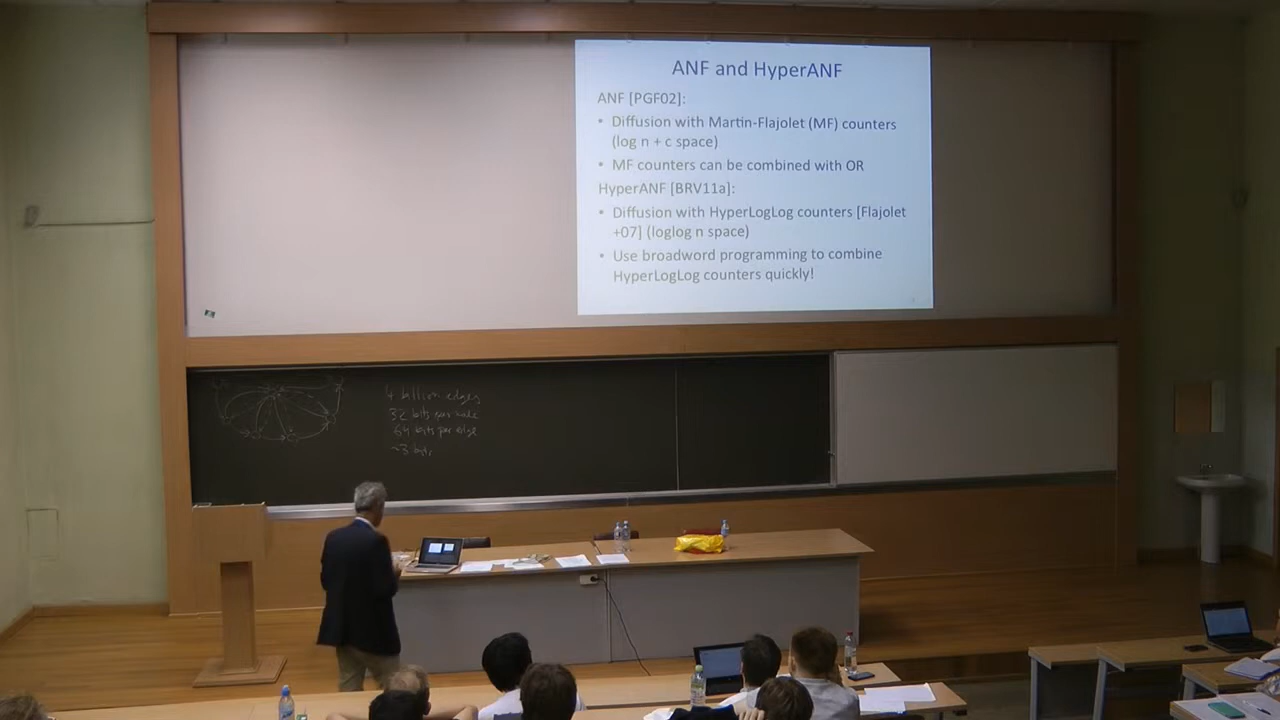 ANF and HyperANF
ANF [PGF02]:
• Diffusion with Martin-Flajolet (MF) counters
(log n + c space)
• MF counters can be combined with OR
HyperANF [BRV11a]:
• Diffusion with HyperLogLog counters [Flajolet
+07] (loglog n space)
• Use broadword programming to combine
HyperLogLog counters quickly!
4 billion edges
32 bits per node
64 bits per edge
~3 bits